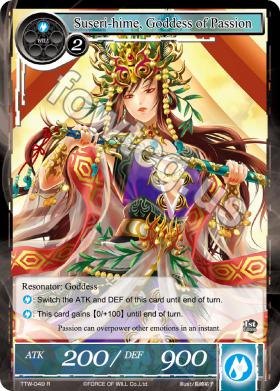 Suseri-hime, Goddess of Passion
WILL
2
Resonator: Goddess
: Switch the ATK and DEF of this card until end of turn.
: This card gains [0/+100] until end of turn.
1st
Passion can overpower other emotions in an instant.
ATK 200/ DEF 900
TTW-049 R ©FORCE OF WILL Co.,Ltd.